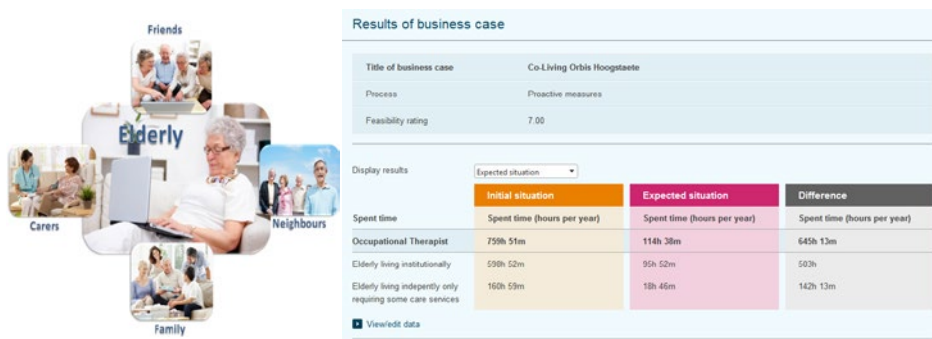 Friends
Elderly
Carers
Neighbours
Family
Results of business case
Title of business case Co-Living Orbis Hoogstaete
Process Proactive measures
Feasibility rating 7.00
Display results Expected situation
Initial situation Expected situation Difference
Spent time Spent time (hours per year) Spent time (hours per year) Spent time (hours per year)
Occupational Therapist 759h 51m 114h 38m 645h 13m
Elderly living institutionally 598h 52m 95h 52m 503h
Elderly living indepently only 160h 59m 18h 46m 142h 13m
requiring some care services
View/edit data